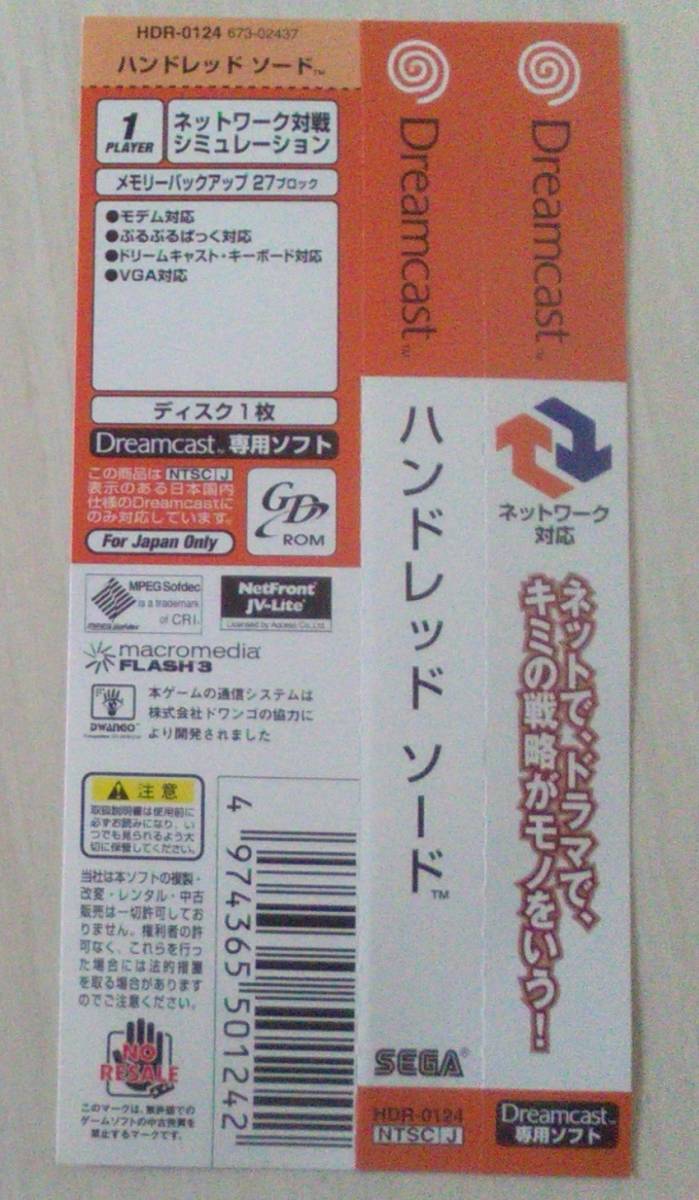 HDR-0124 673-02437
ハンドレッド ソード™
1
PLAYER
ネットワーク対戦
シミュレーション
メモリーバックアップ 27ブロック
●モデム対応
●ぷるぷるぱっく対応
●ドリームキャスト・キーボード対応
●VGA対応
ディスク1枚
Dreamcast™ 専用ソフト
この商品は NTSC J
表示のある日本国内
仕様のDreamcastに
のみ対応しています。
For Japan Only
GD
ROM
MPEG Sofdec
is a trademark
of CRI.
NetFront®
JV-Lite®
Licensed by Access Co.,Ltd.
macromedia®
FLASH 3
DWANGO™
本ゲームの通信システムは
株式会社ドワンゴの協力に
より開発されました
注意
取扱説明書は使用前に
必ずお読みになり、い
つでも見られるよう大
切に保管してください。
当社は本ソフトの複製・
改変・レンタル・中古
販売は一切許可してお
りません。権利者の許
可なく、これらを行っ
た場合には法的措置
を取る場合があります
のでご注意ください。
NO
RESALE
このマークは、無許諾での
ゲームソフトの中古売買を
禁止するマークです。
4 974365 501242
Dreamcast™
ハンドレッド ソード™
SEGA®
HDR-0124
NTSC J
Dreamcast™
ネットワーク
対応
ネットで、ドラマで、
キミの戦略がモノをいう！
Dreamcast™
専用ソフト